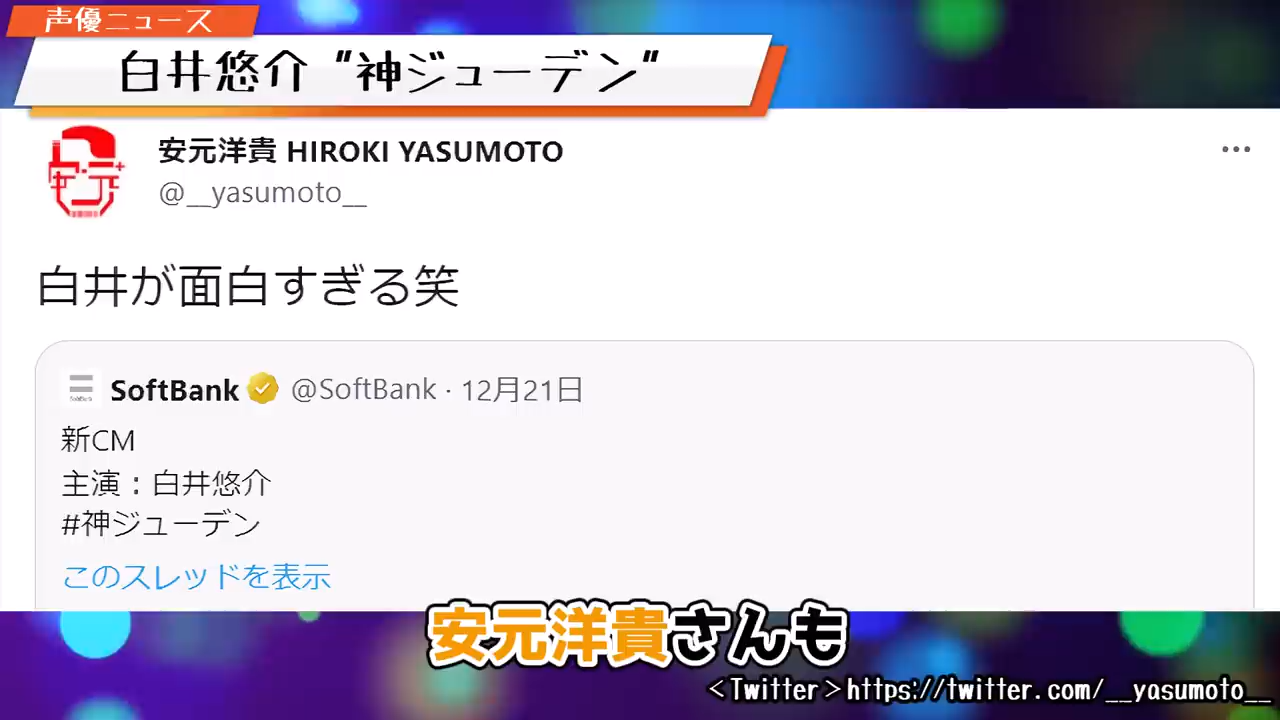 声優ニュース
白井悠介 "神ジューデン"
安元洋貴 HIROKI YASUMOTO
@__yasumoto__
白井が面白すぎる笑
SoftBank @SoftBank · 12月21日
新CM
主演：白井悠介
#神ジューデン
このスレッドを表示
安元洋貴さんも
＜Twitter＞https://twitter.com/__yasumoto__